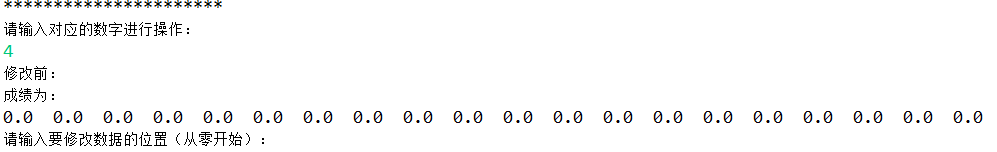 **********************
请输入对应的数字进行操作：
4
修改前：
成绩为：
0.0  0.0  0.0  0.0  0.0  0.0  0.0  0.0  0.0  0.0  0.0  0.0  0.0  0.0  0.0  0.0  0.0  0.0  0.0  0.0
请输入要修改数据的位置（从零开始）：